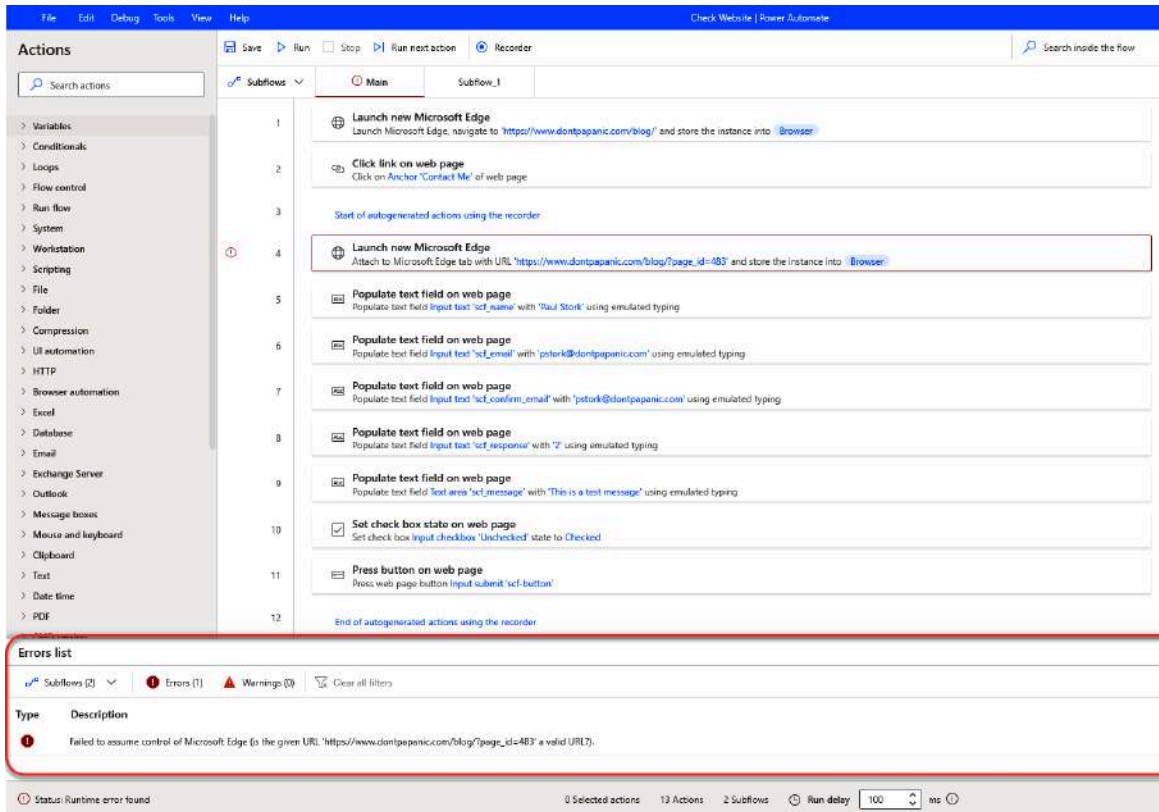 File Edit Debug Tools View Help
Check Website | Power Automate
Actions
Save Run Stop Run next action Recorder
Search inside the flow
Search actions
Subflows Main Subflow_1
Variables
Conditionals
Loops
Flow control
Run flow
System
Workstation
Scripting
File
Folder
Compression
UI automation
HTTP
Browser automation
Excel
Database
Email
Exchange Server
Outlook
Message boxes
Mouse and keyboard
Clipboard
Text
Date time
PDF
1
Launch new Microsoft Edge
Launch Microsoft Edge, navigate to 'https://www.dontpapanic.com/blog/' and store the instance into Browser
2
Click link on web page
Click on Anchor 'Contact Me' of web page
3
Start of autogenerated actions using the recorder
4
Launch new Microsoft Edge
Attach to Microsoft Edge tab with URL 'https://www.dontpapanic.com/blog/?page_id=483' and store the instance into Browser
5
Populate text field on web page
Populate text field Input text 'scf_name' with 'Paul Stork' using emulated typing
6
Populate text field on web page
Populate text field Input text 'scf_email' with 'pstork@dontpapanic.com' using emulated typing
7
Populate text field on web page
Populate text field Input text 'scf_confirm_email' with 'pstork@dontpapanic.com' using emulated typing
8
Populate text field on web page
Populate text field Input text 'scf_response' with '2' using emulated typing
9
Populate text field on web page
Populate text field Text area 'scf_message' with 'This is a test message' using emulated typing
10
Set check box state on web page
Set check box Input checkbox 'Unchecked' state to Checked
11
Press button on web page
Press web page button Input submit 'scf-button'
12
End of autogenerated actions using the recorder
Errors list
Subflows (2) Errors (1) Warnings (0) Clear all filters
Type Description
Failed to assume control of Microsoft Edge (is the given URL 'https://www.dontpapanic.com/blog/?page_id=483' a valid URL?).
Status: Runtime error found
0 Selected actions 13 Actions 2 Subflows Run delay 100 ms